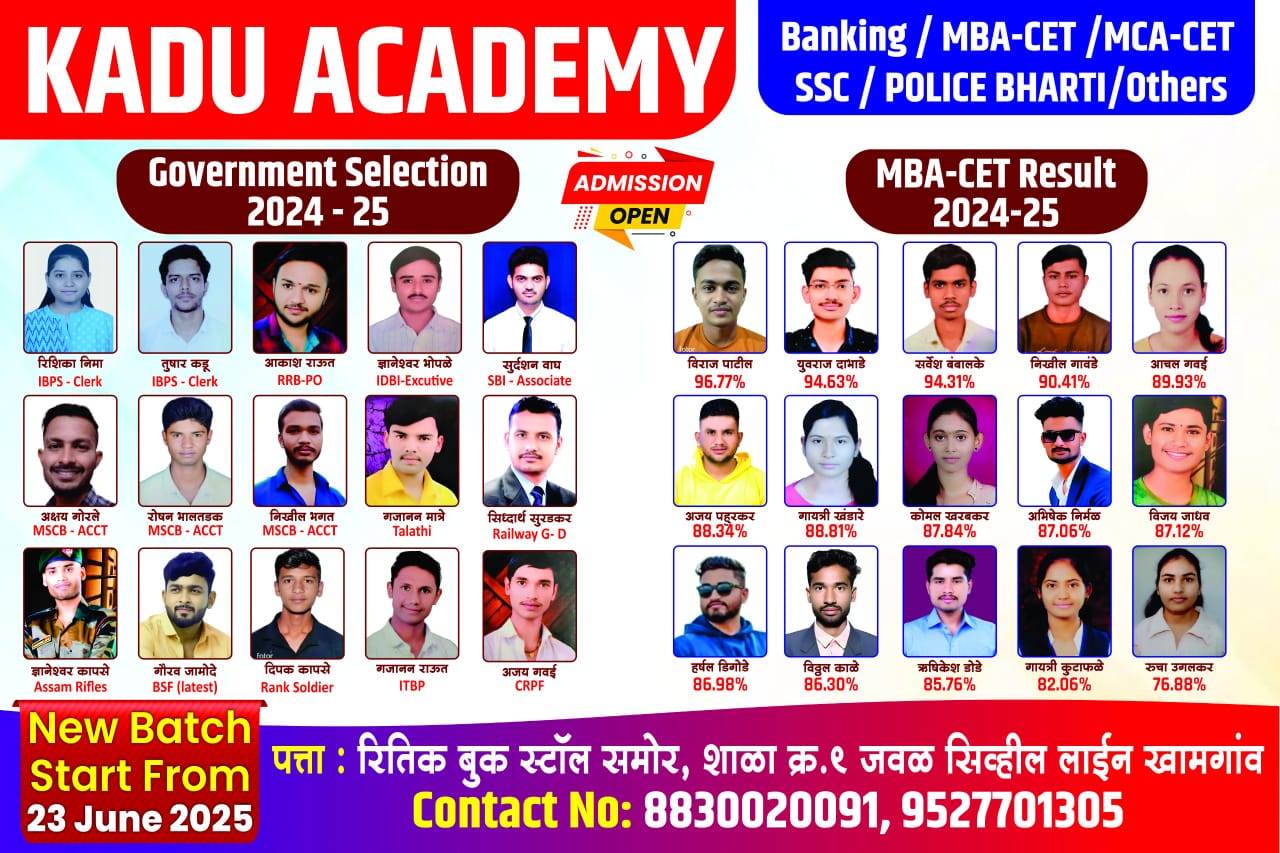 KADU ACADEMY
Banking / MBA-CET /MCA-CET
SSC / POLICE BHARTI/Others
Government Selection
2024 - 25
ADMISSION
OPEN
MBA-CET Result
2024-25
रिशिका निमा
IBPS - Clerk
तुषार कडू
IBPS - Clerk
आकाश राऊत
RRB-PO
ज्ञानेश्वर भोपळे
IDBI-Excutive
सुर्दशन वाघ
SBI - Associate
अक्षय गोरले
MSCB - ACCT
रोषन भालतडक
MSCB - ACCT
निखील भगत
MSCB - ACCT
गजानन मात्रे
Talathi
सिध्दार्थ सुरडकर
Railway G- D
ज्ञानेश्वर कापसे
Assam Rifles
गौरव जामोदे
BSF (latest)
Fotor
दिपक कापसे
Rank Soldier
गजानन राऊत
ITBP
अजय गवई
CRPF
Fotor
विराज पाटील
96.77%
युवराज दाभाडे
94.63%
सर्वेश बंबालके
94.31%
निखील गावंडे
90.41%
आचल गवई
89.93%
अजय पहूरकर
88.34%
गायत्री खंडारे
88.81%
कोमल खरबकर
87.84%
अभिषेक निर्मळ
87.06%
विजय जाधव
87.12%
हर्षल डिगोडे
86.98%
विठ्ठल काळे
86.30%
ऋषिकेश डोडे
85.76%
गायत्री कुटाफळे
82.06%
रुचा उगलकर
76.88%
New Batch
Start From
23 June 2025
पत्ता : रितिक बुक स्टॉल समोर, शाळा क्र.९ जवळ सिव्हील लाईन खामगांव
Contact No: 8830020091, 9527701305